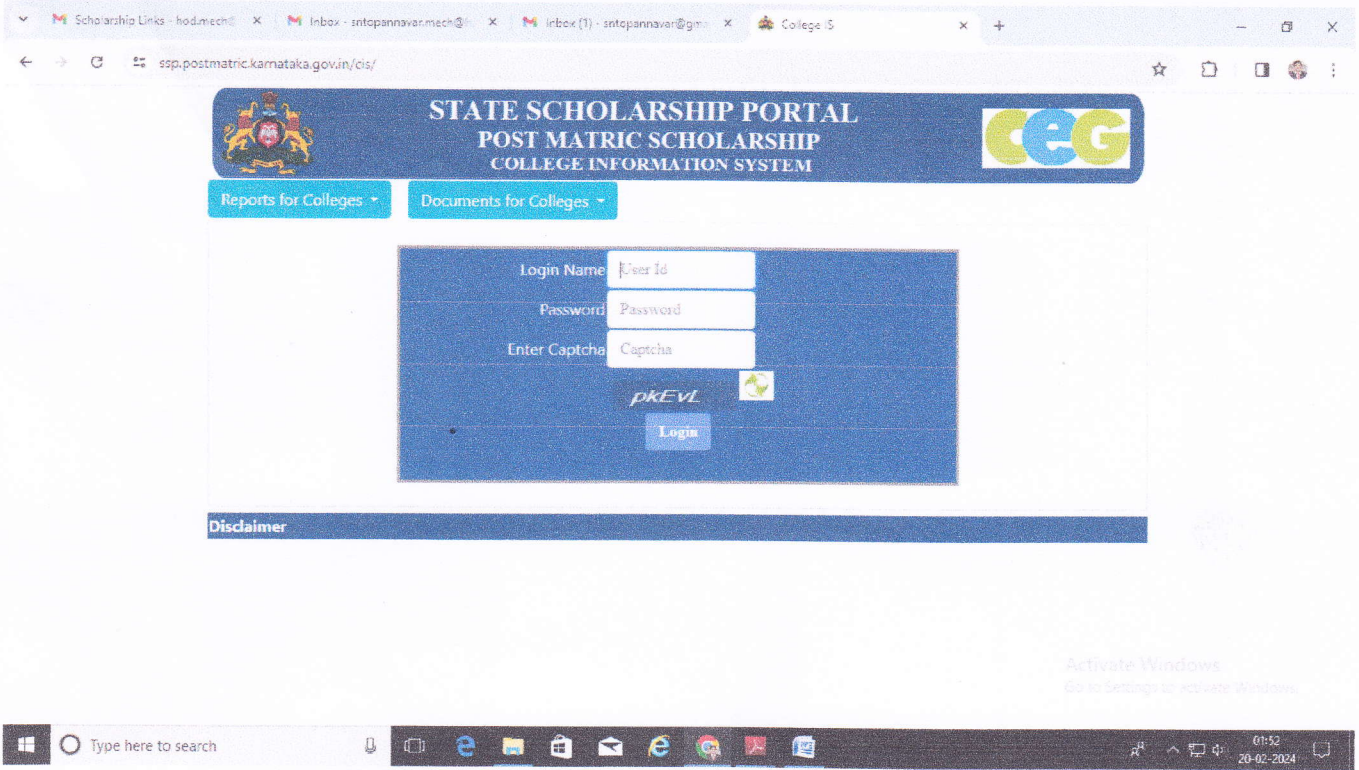 Scholarship Links - hod.mech
Inbox - sntopannavar.mech@
Inbox (1) - sntopannavar@gma
College IS
ssp.postmatric.karnataka.gov.in/cis/
STATE SCHOLARSHIP PORTAL
POST MATRIC SCHOLARSHIP
COLLEGE INFORMATION SYSTEM
CeG
Reports for Colleges
Documents for Colleges
Login Name User Id
Password Password
Enter Captcha Captcha
pkEvL
Login
Disclaimer
Activate Windows
Go to Settings to activate Windows.
Type here to search
01:52
20-02-2024